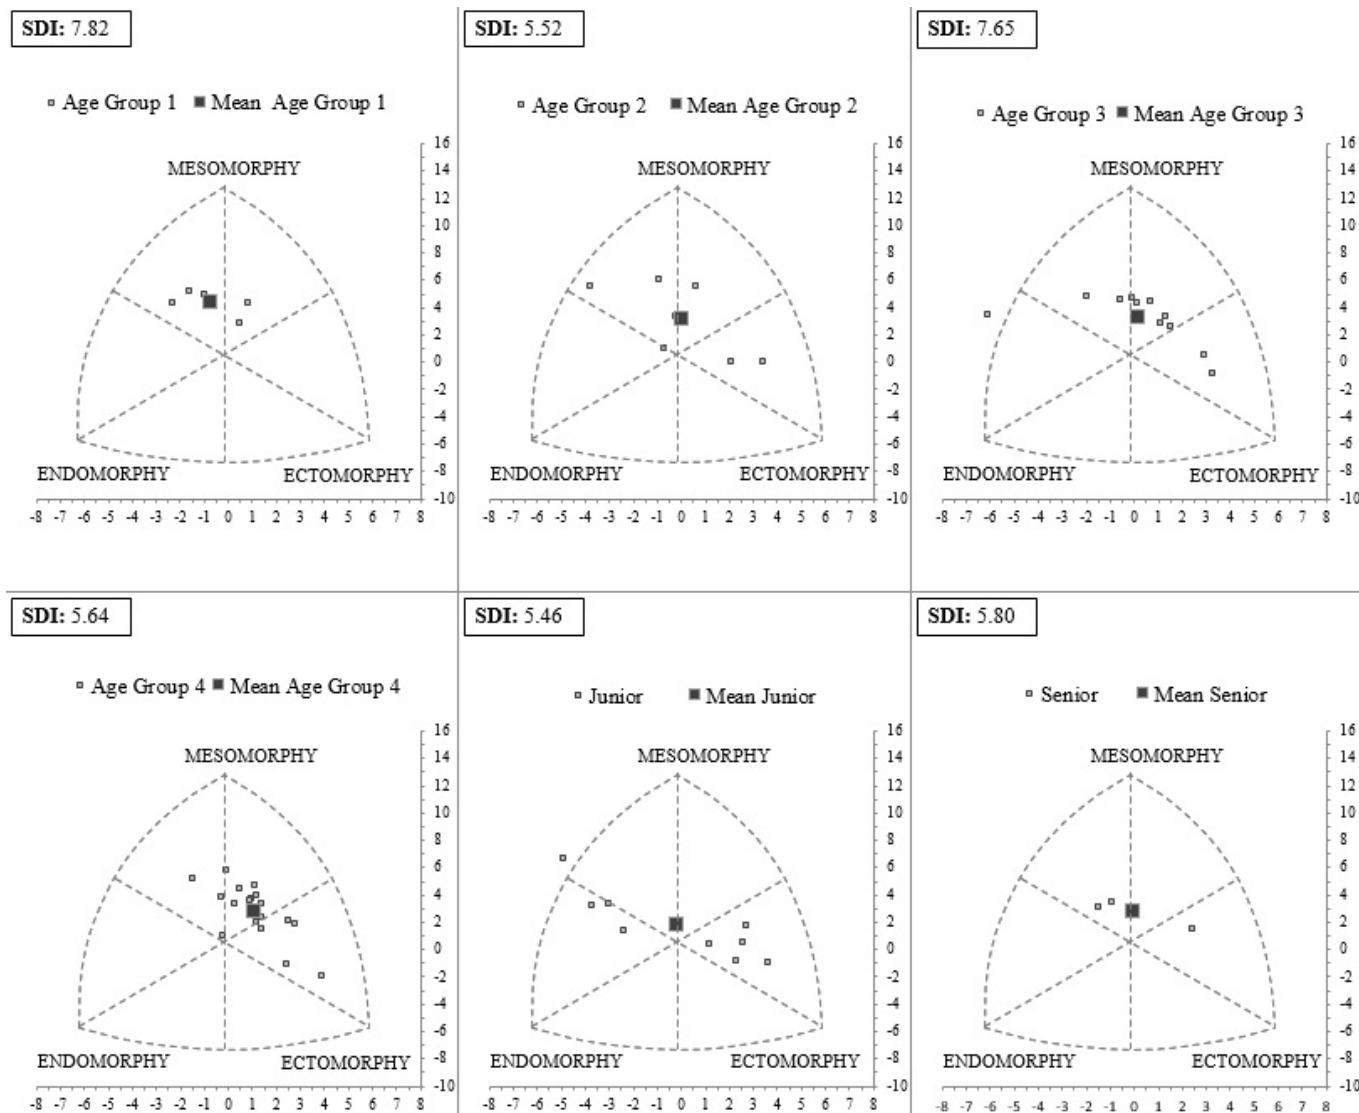 SDI: 7.82
Age Group 1 Mean Age Group 1
16
MESOMORPHY
14
12
10
8
6
4
2
0
-2
-4
-6
ENDOMORPHY ECTOMORPHY
-8
-10
-8 -7 -6 -5 -4 -3 -2 -1 0 1 2 3 4 5 6 7 8
SDI: 5.52
Age Group 2 Mean Age Group 2
16
MESOMORPHY
14
12
10
8
6
4
2
0
-2
-4
-6
ENDOMORPHY ECTOMORPHY
-8
-10
-8 -7 -6 -5 -4 -3 -2 -1 0 1 2 3 4 5 6 7 8
SDI: 7.65
Age Group 3 Mean Age Group 3
16
MESOMORPHY
14
12
10
8
6
4
2
0
-2
-4
-6
ENDOMORPHY ECTOMORPHY
-8
-10
-8 -7 -6 -5 -4 -3 -2 -1 0 1 2 3 4 5 6 7 8
SDI: 5.64
Age Group 4 Mean Age Group 4
16
MESOMORPHY
14
12
10
8
6
4
2
0
-2
-4
-6
ENDOMORPHY ECTOMORPHY
-8
-10
-8 -7 -6 -5 -4 -3 -2 -1 0 1 2 3 4 5 6 7 8
SDI: 5.46
Junior Mean Junior
16
MESOMORPHY
14
12
10
8
6
4
2
0
-2
-4
-6
ENDOMORPHY ECTOMORPHY
-8
-10
-8 -7 -6 -5 -4 -3 -2 -1 0 1 2 3 4 5 6 7 8
SDI: 5.80
Senior Mean Senior
16
MESOMORPHY
14
12
10
8
6
4
2
0
-2
-4
-6
ENDOMORPHY ECTOMORPHY
-8
-10
-8 -7 -6 -5 -4 -3 -2 -1 0 1 2 3 4 5 6 7 8